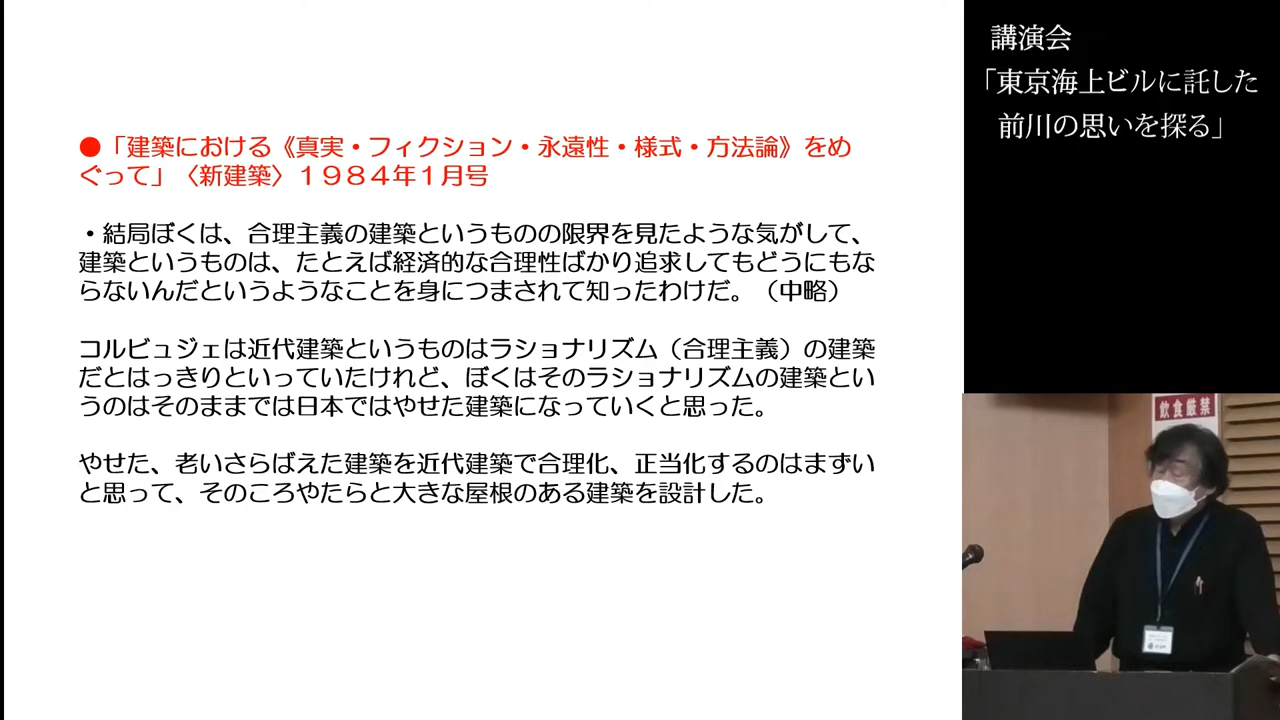 ●「建築における《真実・フィクション・永遠性・様式・方法論》をめ
ぐって」〈新建築〉１９８４年１月号
・結局ぼくは、合理主義の建築というものの限界を見たような気がして、
建築というものは、たとえば経済的な合理性ばかり追求してもどうにもな
らないんだというようなことを身につまされて知ったわけだ。（中略）
コルビュジェは近代建築というものはラショナリズム（合理主義）の建築
だとはっきりといっていたけれど、ぼくはそのラショナリズムの建築とい
うのはそのままでは日本ではやせた建築になっていくと思った。
やせた、老いさらばえた建築を近代建築で合理化、正当化するのはまずい
と思って、そのころやたらと大きな屋根のある建築を設計した。
講演会
「東京海上ビルに託した
前川の思いを探る」
飲食厳禁